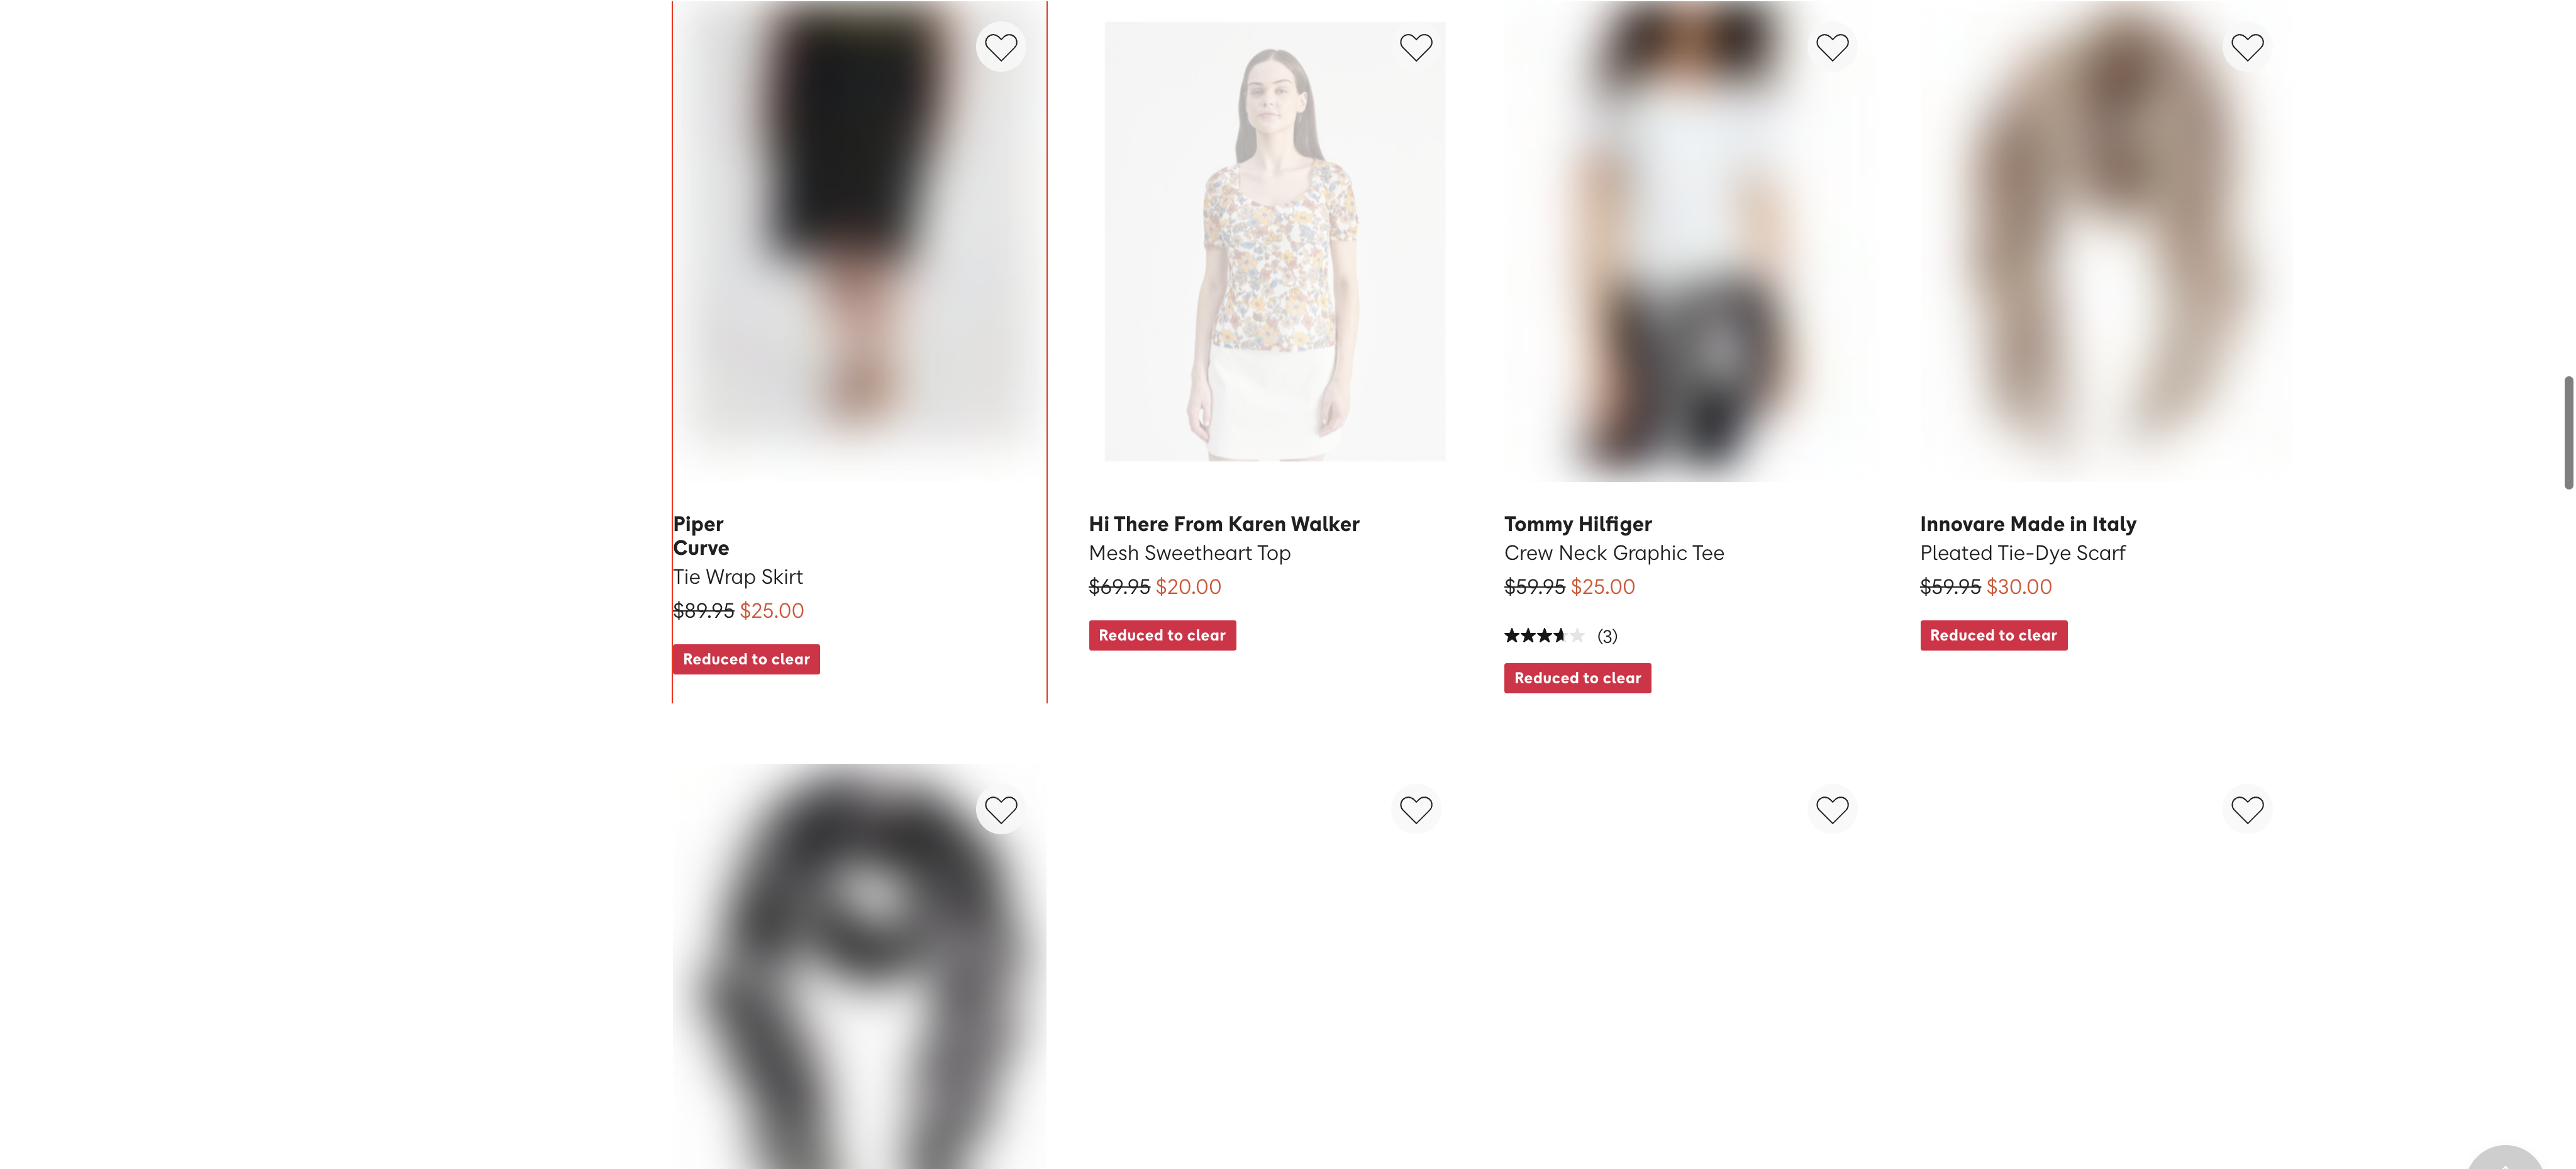 Piper
Curve
Tie Wrap Skirt
$89.95 $25.00
Reduced to clear
Hi There From Karen Walker
Mesh Sweetheart Top
$69.95 $20.00
Reduced to clear
Tommy Hilfiger
Crew Neck Graphic Tee
$59.95 $25.00
(3)
Reduced to clear
Innovare Made in Italy
Pleated Tie-Dye Scarf
$59.95 $30.00
Reduced to clear